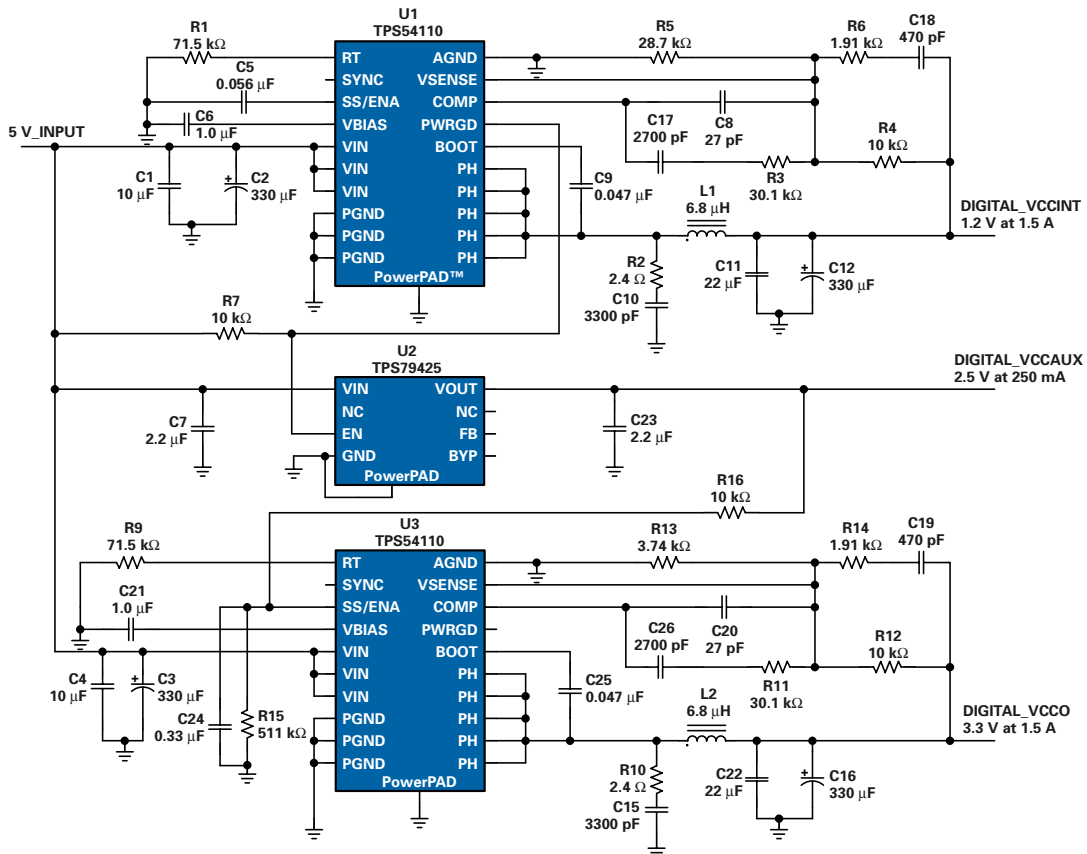 U1
TPS54110
R1
71.5 kΩ
C5
0.056 μF
C6
1.0 μF
5 V_INPUT
C1
10 μF
C2
330 μF
RT
SYNC
SS/ENA
VBIAS
VIN
VIN
VIN
PGND
PGND
PGND
AGND
VSENSE
COMP
PWRGD
BOOT
PH
PH
PH
PH
PH
PowerPAD™
R5
28.7 kΩ
R6
1.91 kΩ
C18
470 pF
C17
2700 pF
C8
27 pF
R4
10 kΩ
R3
30.1 kΩ
C9
0.047 μF
L1
6.8 μH
DIGITAL_VCCINT
1.2 V at 1.5 A
R2
2.4 Ω
C10
3300 pF
C11
22 μF
C12
330 μF
R7
10 kΩ
U2
TPS79425
VIN
NC
EN
GND
VOUT
NC
FB
BYP
PowerPAD
C7
2.2 μF
C23
2.2 μF
DIGITAL_VCCAUX
2.5 V at 250 mA
R16
10 kΩ
U3
TPS54110
R9
71.5 kΩ
C21
1.0 μF
C4
10 μF
C3
330 μF
C24
0.33 μF
R15
511 kΩ
RT
SYNC
SS/ENA
VBIAS
VIN
VIN
VIN
PGND
PGND
PGND
AGND
VSENSE
COMP
PWRGD
BOOT
PH
PH
PH
PH
PH
PowerPAD
R13
3.74 kΩ
R14
1.91 kΩ
C19
470 pF
C26
2700 pF
C20
27 pF
R12
10 kΩ
R11
30.1 kΩ
C25
0.047 μF
L2
6.8 μH
DIGITAL_VCCO
3.3 V at 1.5 A
R10
2.4 Ω
C15
3300 pF
C22
22 μF
C16
330 μF